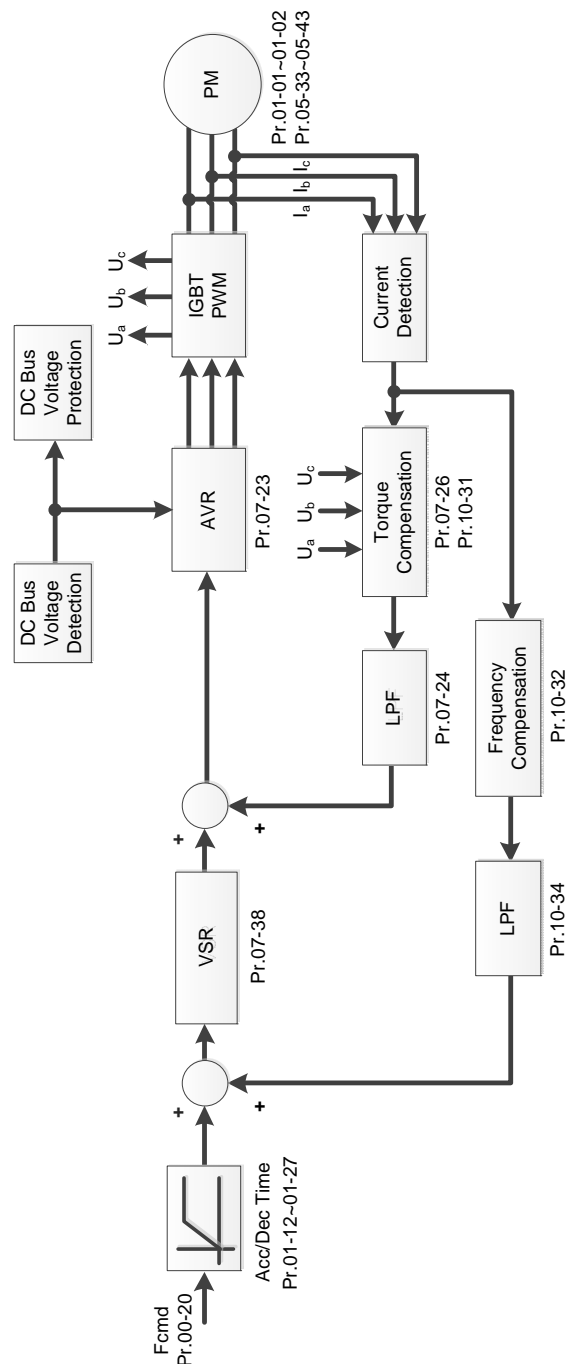 Fcmd
Pr.00-20
Acc/Dec Time
Pr.01-12~01-27
+
+
VSR
Pr.07-38
+
+
DC Bus
Voltage
Detection
DC Bus
Voltage
Protection
AVR
Pr.07-23
Ua
Ub
Uc
IGBT
PWM
PM
Pr.01-01~01-02
Pr.05-33~05-43
Ia
Ib
Ic
Current
Detection
Ua
Ub
Uc
Torque
Compensation
Pr.07-26
Pr.10-31
LPF
Pr.07-24
Frequency
Compensation
Pr.10-32
LPF
Pr.10-34